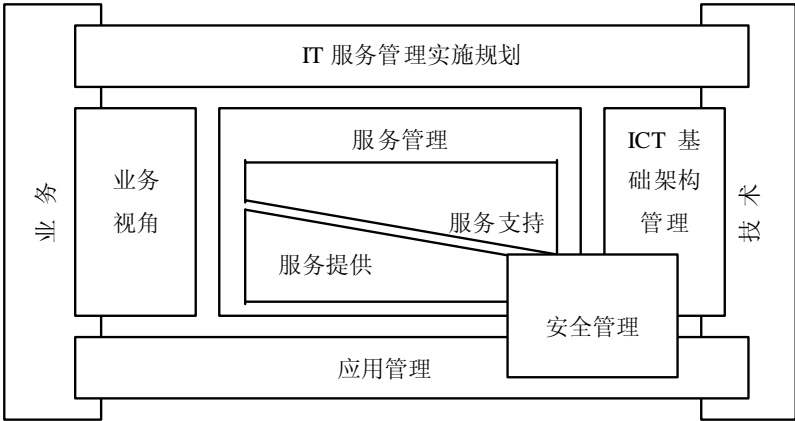 IT 服务管理实施规划
业务
业务
视角
服务管理
服务支持
服务提供
ICT 基
础架构
管理
技术
安全管理
应用管理